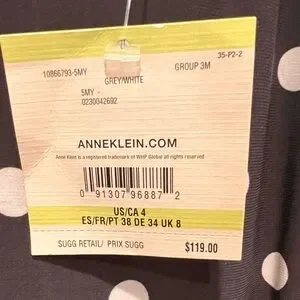 35-P2-2
10866793-5MY GREY/WHITE GROUP 3M
5MY -
0230042692
ANNEKLEIN.COM
Anne Klein is a registered trademark of WHP Global all rights reserved
0 91307 96887 2
US/CA 4
ES/FR/PT 38 DE 34 UK 8
SUGG RETAIL/ PRIX SUGG $119.00